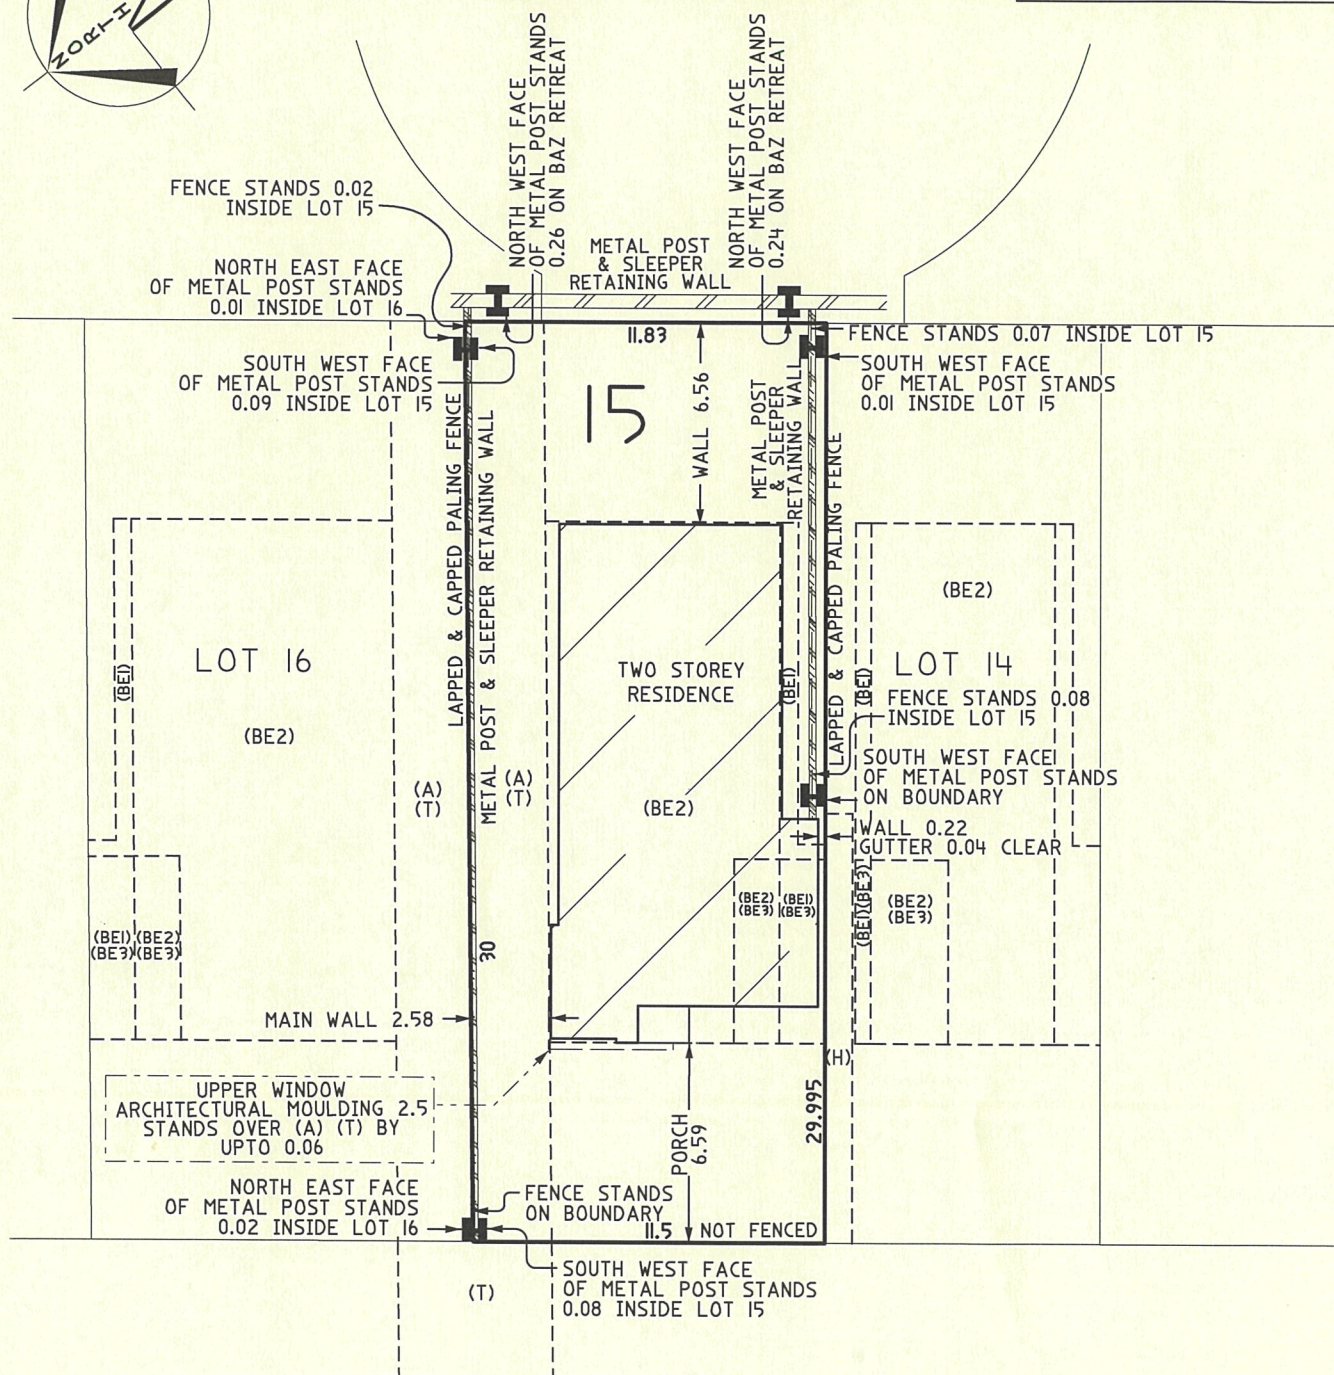 NORTH
NORTH WEST FACE
OF METAL POST STANDS
0.26 ON BAZ RETREAT
NORTH WEST FACE
OF METAL POST STANDS
0.24 ON BAZ RETREAT
FENCE STANDS 0.02
INSIDE LOT 15
METAL POST
& SLEEPER
RETAINING WALL
NORTH EAST FACE
OF METAL POST STANDS
0.01 INSIDE LOT 16
11.83
FENCE STANDS 0.07 INSIDE LOT 15
SOUTH WEST FACE
OF METAL POST STANDS
0.09 INSIDE LOT 15
SOUTH WEST FACE
OF METAL POST STANDS
0.01 INSIDE LOT 15
15
WALL 6.56
METAL POST
& SLEEPER
RETAINING WALL
LAPPED & CAPPED PALING FENCE
METAL POST & SLEEPER RETAINING WALL
LAPPED & CAPPED PALING FENCE
(BE2)
LOT 16
(BE1)
(BE2)
TWO STOREY
RESIDENCE
(BE1)
(BE1)
LOT 14
FENCE STANDS 0.08
INSIDE LOT 15
SOUTH WEST FACE
OF METAL POST STANDS
ON BOUNDARY
(A)
(T)
(A)
(T)
(BE2)
WALL 0.22
GUTTER 0.04 CLEAR
(BE2) (BE1)
(BE3) (BE3)
(BE1)(BE3)
(BE2)
(BE3)
(BE1) (BE2)
(BE3) (BE3)
30
MAIN WALL 2.58
(H)
UPPER WINDOW
ARCHITECTURAL MOULDING 2.5
STANDS OVER (A) (T) BY
UPTO 0.06
PORCH
6.59
29.995
NORTH EAST FACE
OF METAL POST STANDS
0.02 INSIDE LOT 16
FENCE STANDS
ON BOUNDARY
11.5 NOT FENCED
(T)
SOUTH WEST FACE
OF METAL POST STANDS
0.08 INSIDE LOT 15